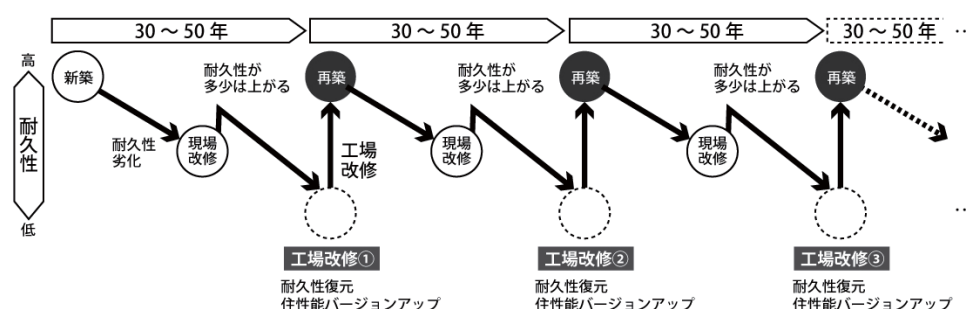 30～50年
30～50年
30～50年
30～50年
‥
高
耐久性
低
新築
耐久性
劣化
現場
改修
耐久性が
多少は上がる
再築
工場
改修
現場
改修
耐久性が
多少は上がる
再築
現場
改修
耐久性が
多少は上がる
再築
‥
工場改修①
耐久性復元
住性能バージョンアップ
工場改修②
耐久性復元
住性能バージョンアップ
工場改修③
耐久性復元
住性能バージョンアップ